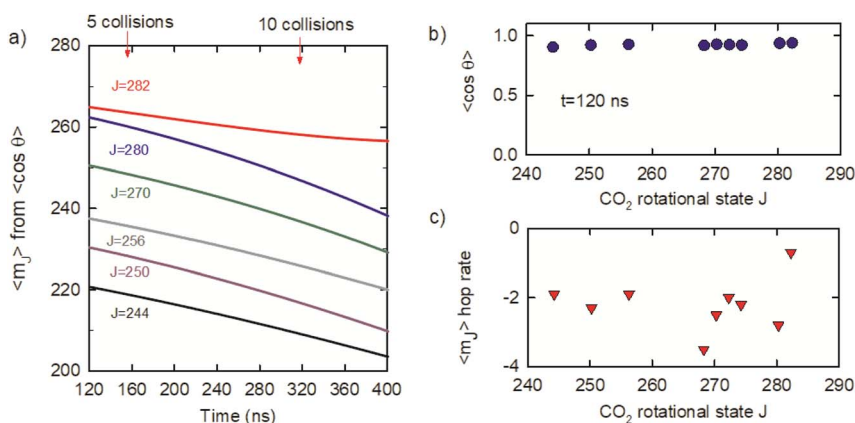 5 collisions
10 collisions
a)
280
260
240
220
200
<m_J> from <cos θ>
J=282
J=280
J=270
J=256
J=250
J=244
120 160 200 240 280 320 360 400
Time (ns)
b)
1.0
0.5
0.0
<cos θ>
t=120 ns
240 250 260 270 280 290
CO₂ rotational state J
c)
0
-2
-4
<m_J> hop rate
240 250 260 270 280 290
CO₂ rotational state J